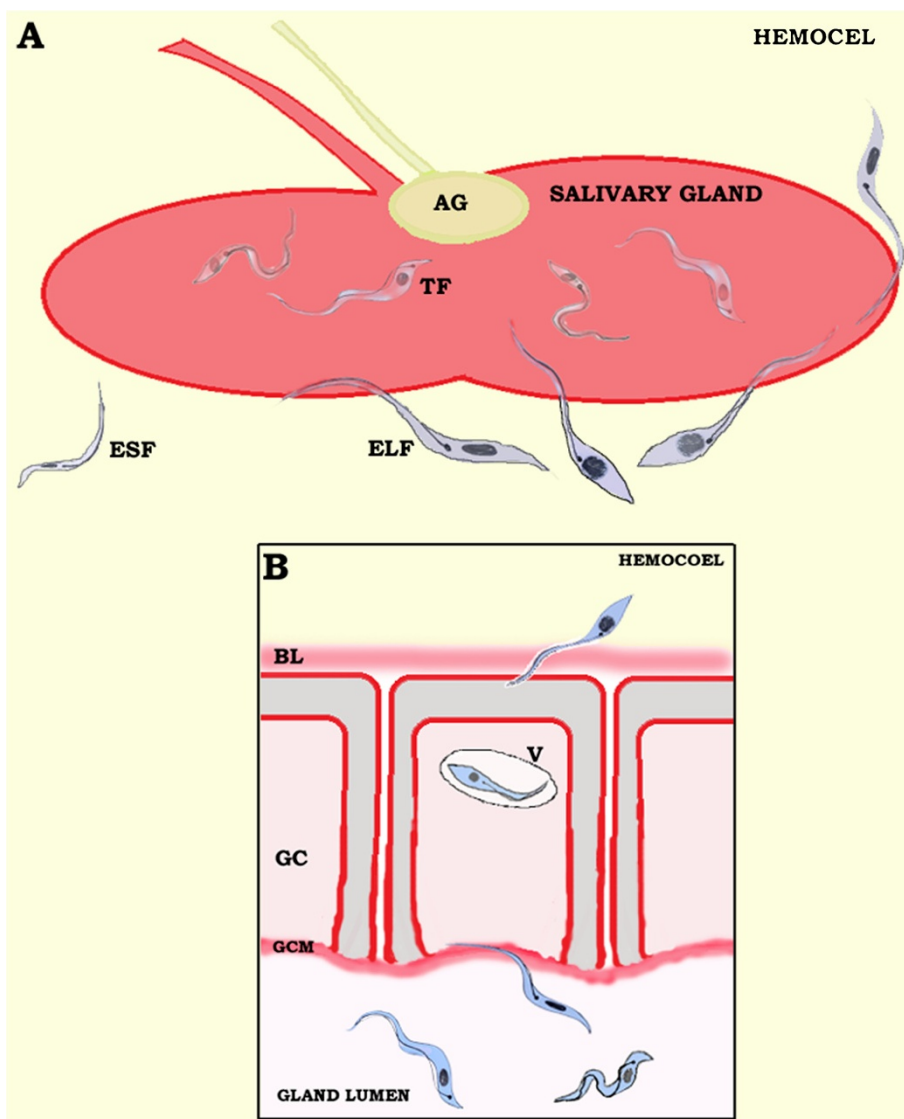 A
HEMOCEL
AG
SALIVARY GLAND
TF
ESF
ELF
B
HEMOCOEL
BL
V
GC
GCM
GLAND LUMEN